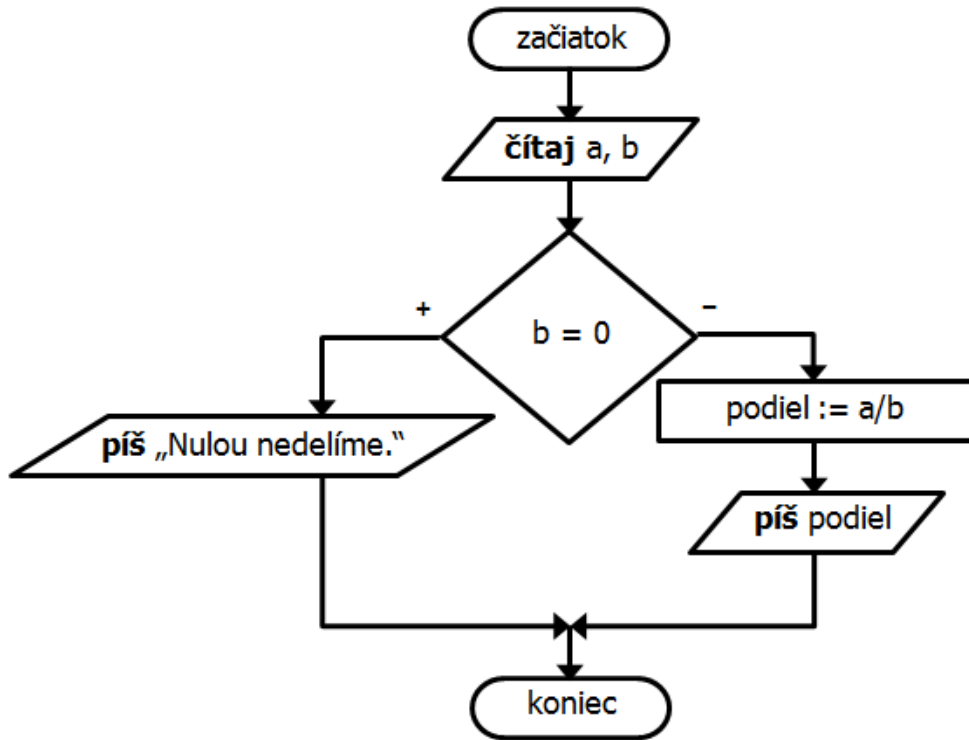 začiatok
čítaj a, b
+
–
b = 0
podiel := a/b
píš „Nulou nedelíme.“
píš podiel
koniec